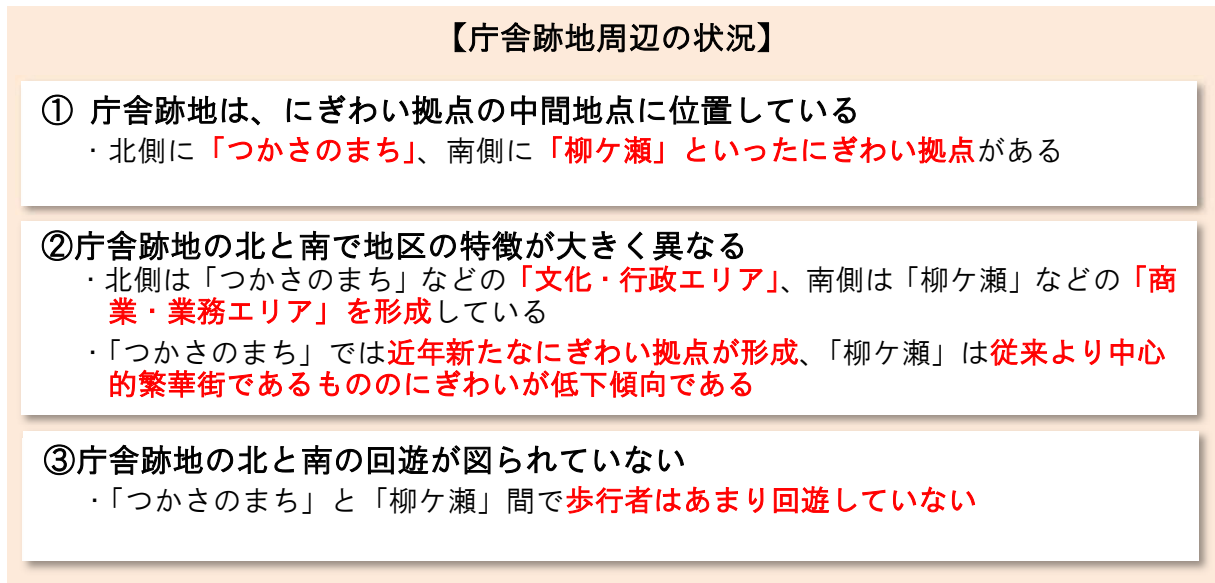 【庁舎跡地周辺の状況】
① 庁舎跡地は、にぎわい拠点の中間地点に位置している
・北側に「つかさのまち」、南側に「柳ケ瀬」といったにぎわい拠点がある
②庁舎跡地の北と南で地区の特徴が大きく異なる
・北側は「つかさのまち」などの「文化・行政エリア」、南側は「柳ケ瀬」などの「商
業・業務エリア」を形成している
・「つかさのまち」では近年新たなにぎわい拠点が形成、「柳ケ瀬」は従来より中心
的繁華街であるもののにぎわいが低下傾向である
③庁舎跡地の北と南の回遊が図られていない
・「つかさのまち」と「柳ケ瀬」間で歩行者はあまり回遊していない